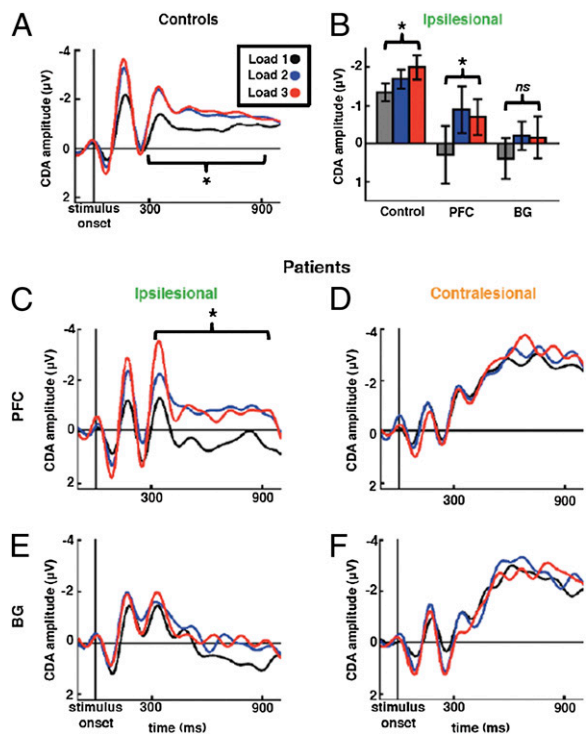 A
Controls
CDA amplitude (µV)
-4
-2
0
2
Load 1
Load 2
Load 3
*
stimulus
onset
300
900
B
Ipsilesional
CDA amplitude (µV)
-2
-1
0
1
*
*
ns
Control
PFC
BG
Patients
C
Ipsilesional
PFC
CDA amplitude (µV)
-4
-2
0
2
*
300
900
D
Contralesional
CDA amplitude (µV)
-4
-2
0
2
300
900
E
BG
CDA amplitude (µV)
-4
-2
0
2
stimulus
onset
300
900
time (ms)
F
CDA amplitude (µV)
-4
-2
0
2
stimulus
onset
300
900
time (ms)